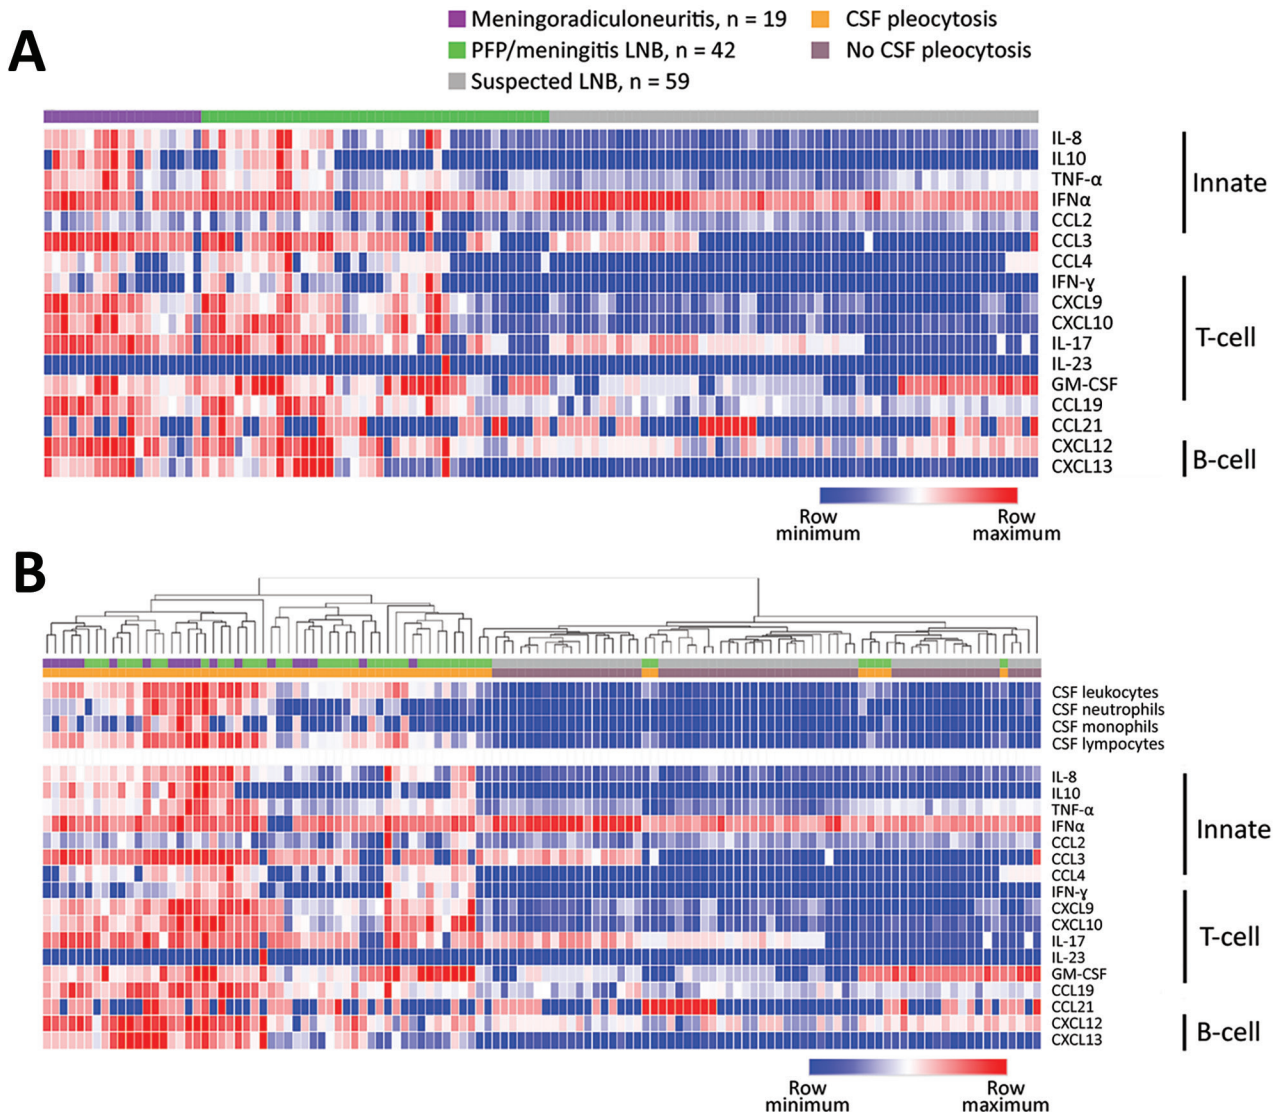 A
Meningoradiculoneuritis, n = 19
PFP/meningitis LNB, n = 42
Suspected LNB, n = 59
CSF pleocytosis
No CSF pleocytosis
IL-8
IL10
TNF-α
IFNα
CCL2
CCL3
CCL4
IFN-ɣ
CXCL9
CXCL10
IL-17
IL-23
GM-CSF
CCL19
CCL21
CXCL12
CXCL13
Innate
T-cell
B-cell
Row minimum
Row maximum
B
CSF leukocytes
CSF neutrophils
CSF monophils
CSF lympocytes
IL-8
IL10
TNF-α
IFNα
CCL2
CCL3
CCL4
IFN-ɣ
CXCL9
CXCL10
IL-17
IL-23
GM-CSF
CCL19
CCL21
CXCL12
CXCL13
Innate
T-cell
B-cell
Row minimum
Row maximum